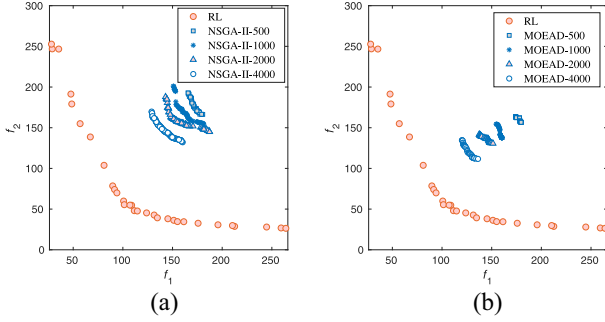 (a)
RL
NSGA-II-500
NSGA-II-1000
NSGA-II-2000
NSGA-II-4000
300
250
200
150
100
50
0
f2
50 100 150 200 250
f1
(a)
(b)
RL
MOEAD-500
MOEAD-1000
MOEAD-2000
MOEAD-4000
300
250
200
150
100
50
0
f2
50 100 150 200 250
f1
(b)